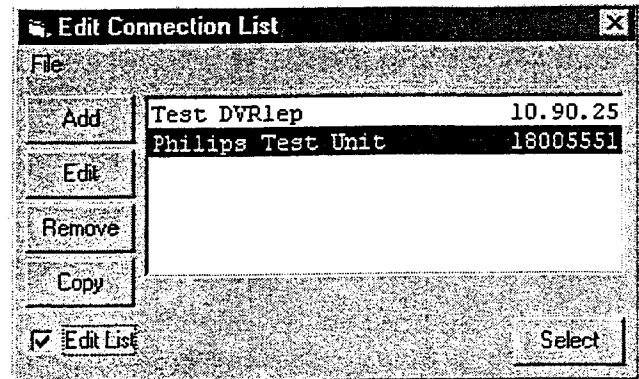 Edit Connection List
File
Add
Test DVRlep 10.90.25
Philips Test Unit 18005551
Edit
Remove
Copy
Edit List
Select